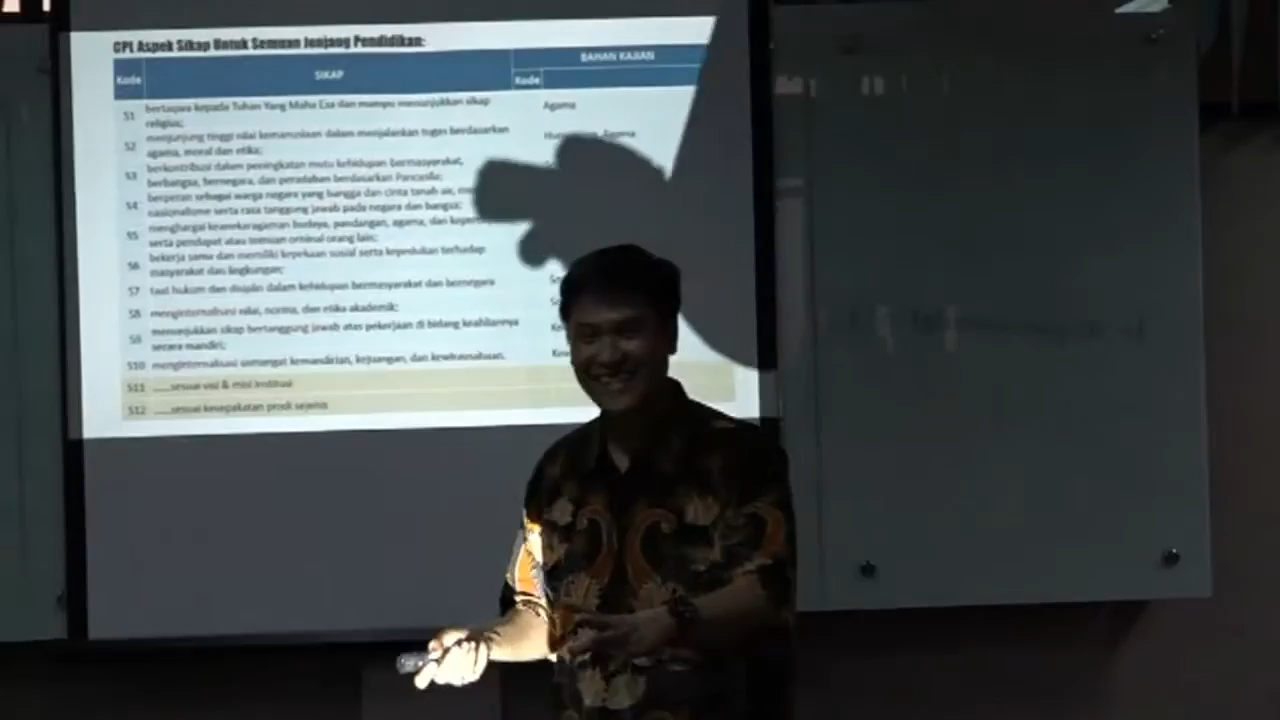 CPL Aspek Sikap Untuk Semuan Jenjang Pendidikan:
Kode SIKAP BAHAN KAJIAN
Kode
S1 bertaqwa kepada Tuhan Yang Maha Esa dan mampu menunjukkan sikap religius; Agama
S2 menjunjung tinggi nilai kemanusiaan dalam menjalankan tugas berdasarkan agama, moral dan etika; Agama
S3 berkontribusi dalam peningkatan mutu kehidupan bermasyarakat, berbangsa, bernegara, dan peradaban berdasarkan Pancasila;
S4 berperan sebagai warga negara yang bangga dan cinta tanah air,
nasionalisme serta rasa tanggung jawab pada negara dan bangsa;
S5 menghargai keanekaragaman budaya, pandangan, agama, dan
serta pendapat atau temuan orisinal orang lain;
S6 bekerja sama dan memiliki kepekaan sosial serta kepedulian terhadap masyarakat dan lingkungan;
S7 taat hukum dan disiplin dalam kehidupan bermasyarakat dan bernegara
S8 menginternalisasi nilai, norma, dan etika akademik;
S9 menunjukkan sikap bertanggung jawab atas pekerjaan di bidang keahliannya secara mandiri;
S10 menginternalisasi semangat kemandirian, kejuangan, dan kewirausahaan.
S11 .....sesuai visi & misi Institusi
S12 .....sesuai kesepakatan prodi sejenis